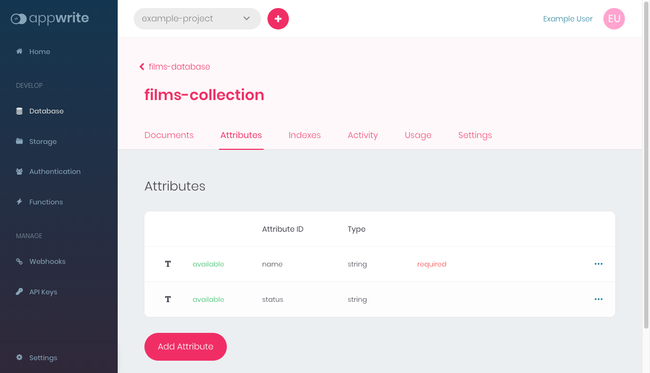 appwrite
example-project
Example User
EU
Home
films-database
DEVELOP
films-collection
Database
Documents Attributes Indexes Activity Usage Settings
Storage
Authentication
Attributes
Functions
MANAGE
Attribute ID Type
Webhooks
T available name string required
API Keys
T available status string
Add Attribute
Settings